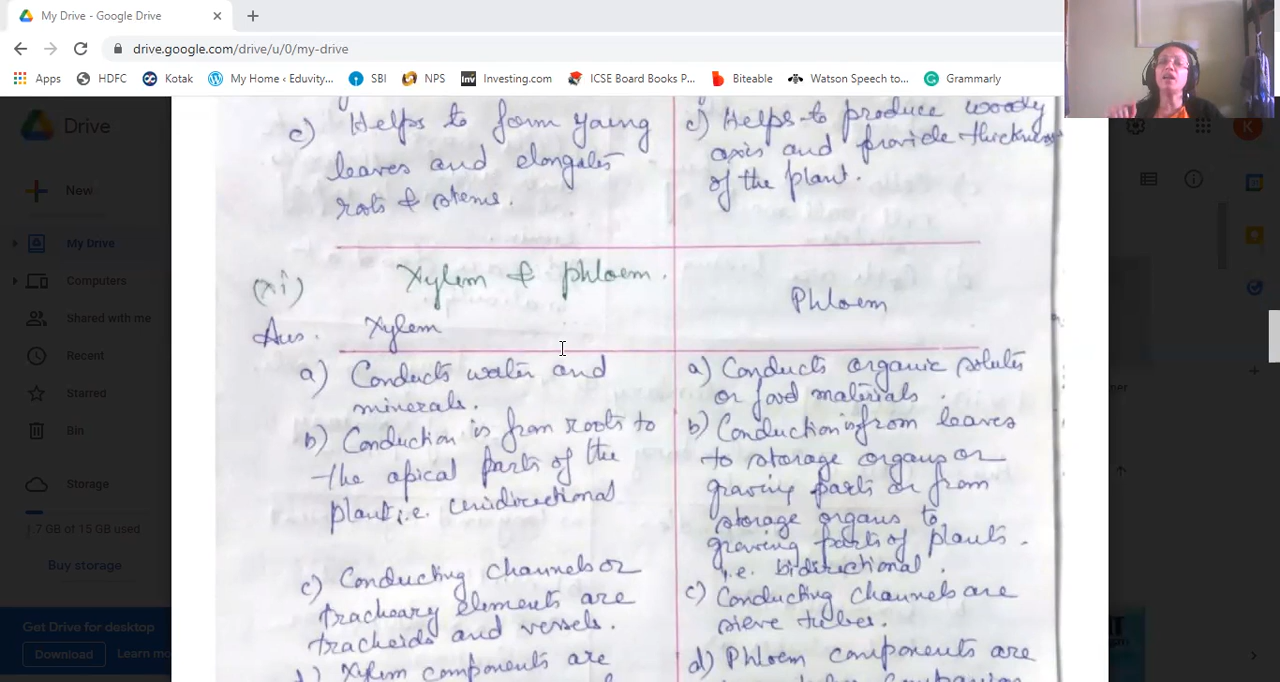 My Drive - Google Drive
drive.google.com/drive/u/0/my-drive
Apps
HDFC
Kotak
My Home ‹ Eduvity...
SBI
NPS
inv Investing.com
ICSE Board Books P...
Biteable
Watson Speech to...
Grammarly
Drive
New
My Drive
Computers
Shared with me
Recent
Starred
Bin
Storage
1.7 GB of 15 GB used
Buy storage
Get Drive for desktop
Download
Learn mo
K
c) Helps to form young
leaves and elongates
roots & stems.
c) Helps to produce woody
axis and provide thickness
of the plant.
(xi) Xylem & phloem.
Ans. Xylem
Phloem
a) Conducts water and
minerals.
b) Conduction is from roots to
the apical parts of the
plant i.e. unidirectional
c) Conducting channels or
tracheary elements are
tracheids and vessels.
d) Xylem components are
a) Conducts organic solutes
or food materials.
b) Conduction is from leaves
to storage organs or
growing parts or from
storage organs to
growing parts of plants.
i.e. bidirectional.
c) Conducting channels are
sieve tubes.
d) Phloem components are